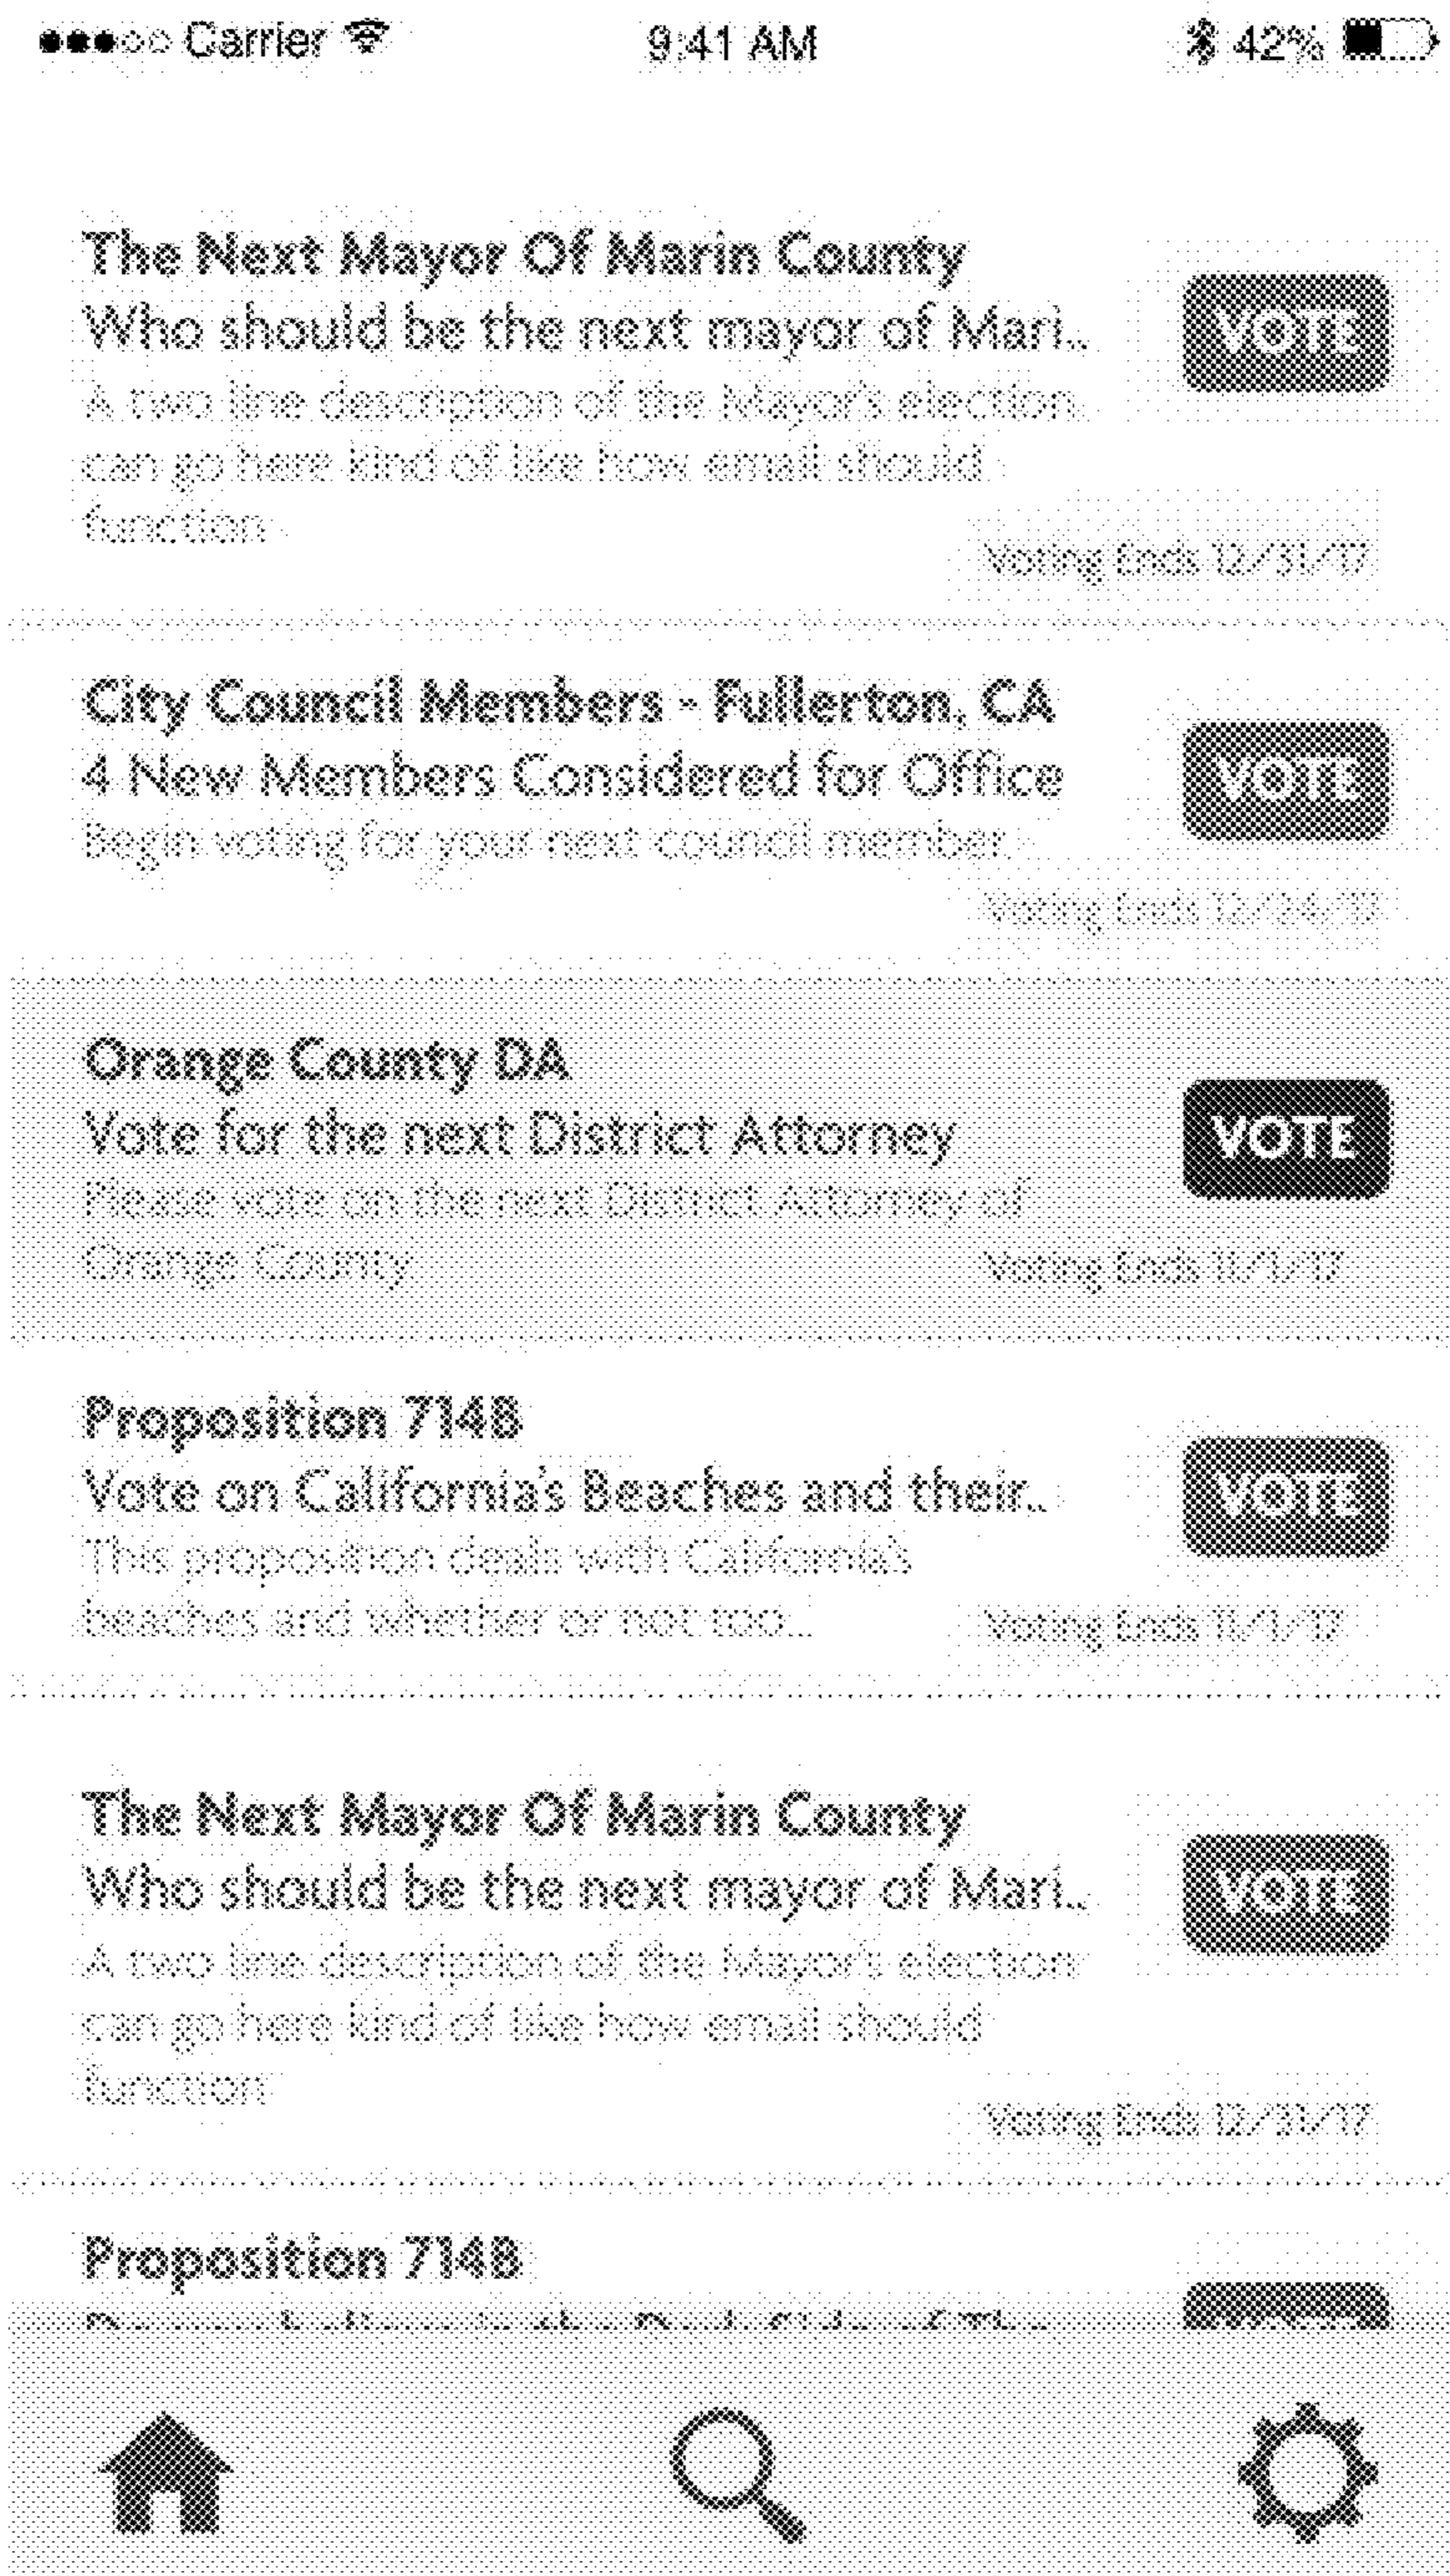 Carrier 9:41 AM 42%
The Next Mayor Of Marin County
Who should be the next mayor of Mari..
VOTE
A two line description of the Mayor's election
can go here kind of like how email should
function
Voting Ends 12/31/17
City Council Members - Fullerton, CA
4 New Members Considered for Office
VOTE
Begin voting for your next council member.
Voting Ends 12/24/17
Orange County DA
Vote for the next District Attorney
VOTE
Please vote on the next District Attorney of
Orange County
Voting Ends 11/1/17
Proposition 714B
Vote on California's Beaches and their..
VOTE
This proposition deals with California's
beaches and whether or not too...
Voting Ends 11/1/17
The Next Mayor Of Marin County
Who should be the next mayor of Mari..
VOTE
A two line description of the Mayor's election
can go here kind of like how email should
function
Voting Ends 12/31/17
Proposition 714B